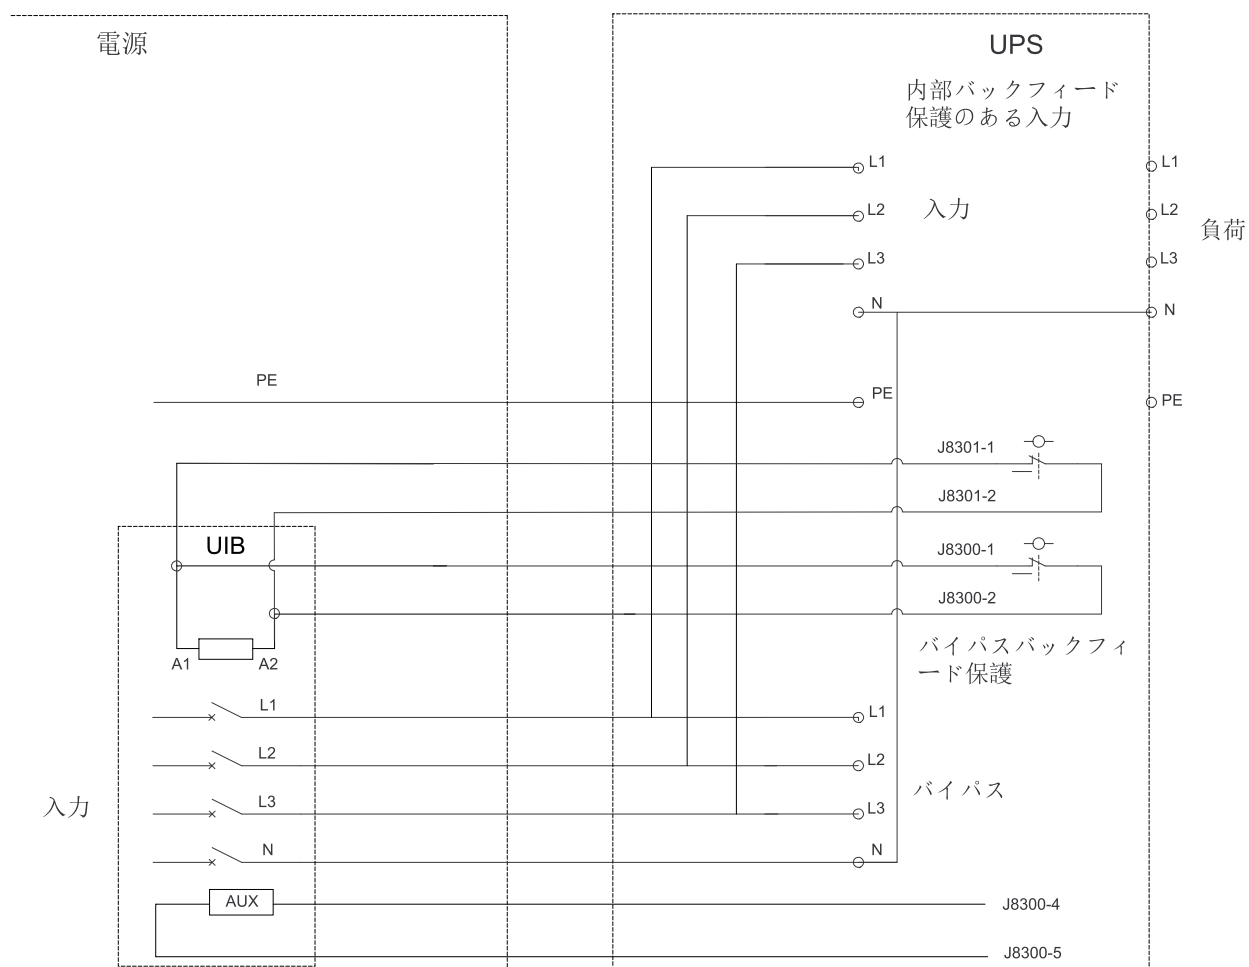 電源
UPS
内部バックフィード
保護のある入力
L1
L1
L2
入力
L2
負荷
L3
L3
N
N
PE
PE
PE
J8301-1
J8301-2
UIB
J8300-1
J8300-2
A1
A2
バイパスバックフィ
ード保護
L1
L1
L2
L2
バイパス
入力
L3
L3
N
N
AUX
J8300-4
J8300-5